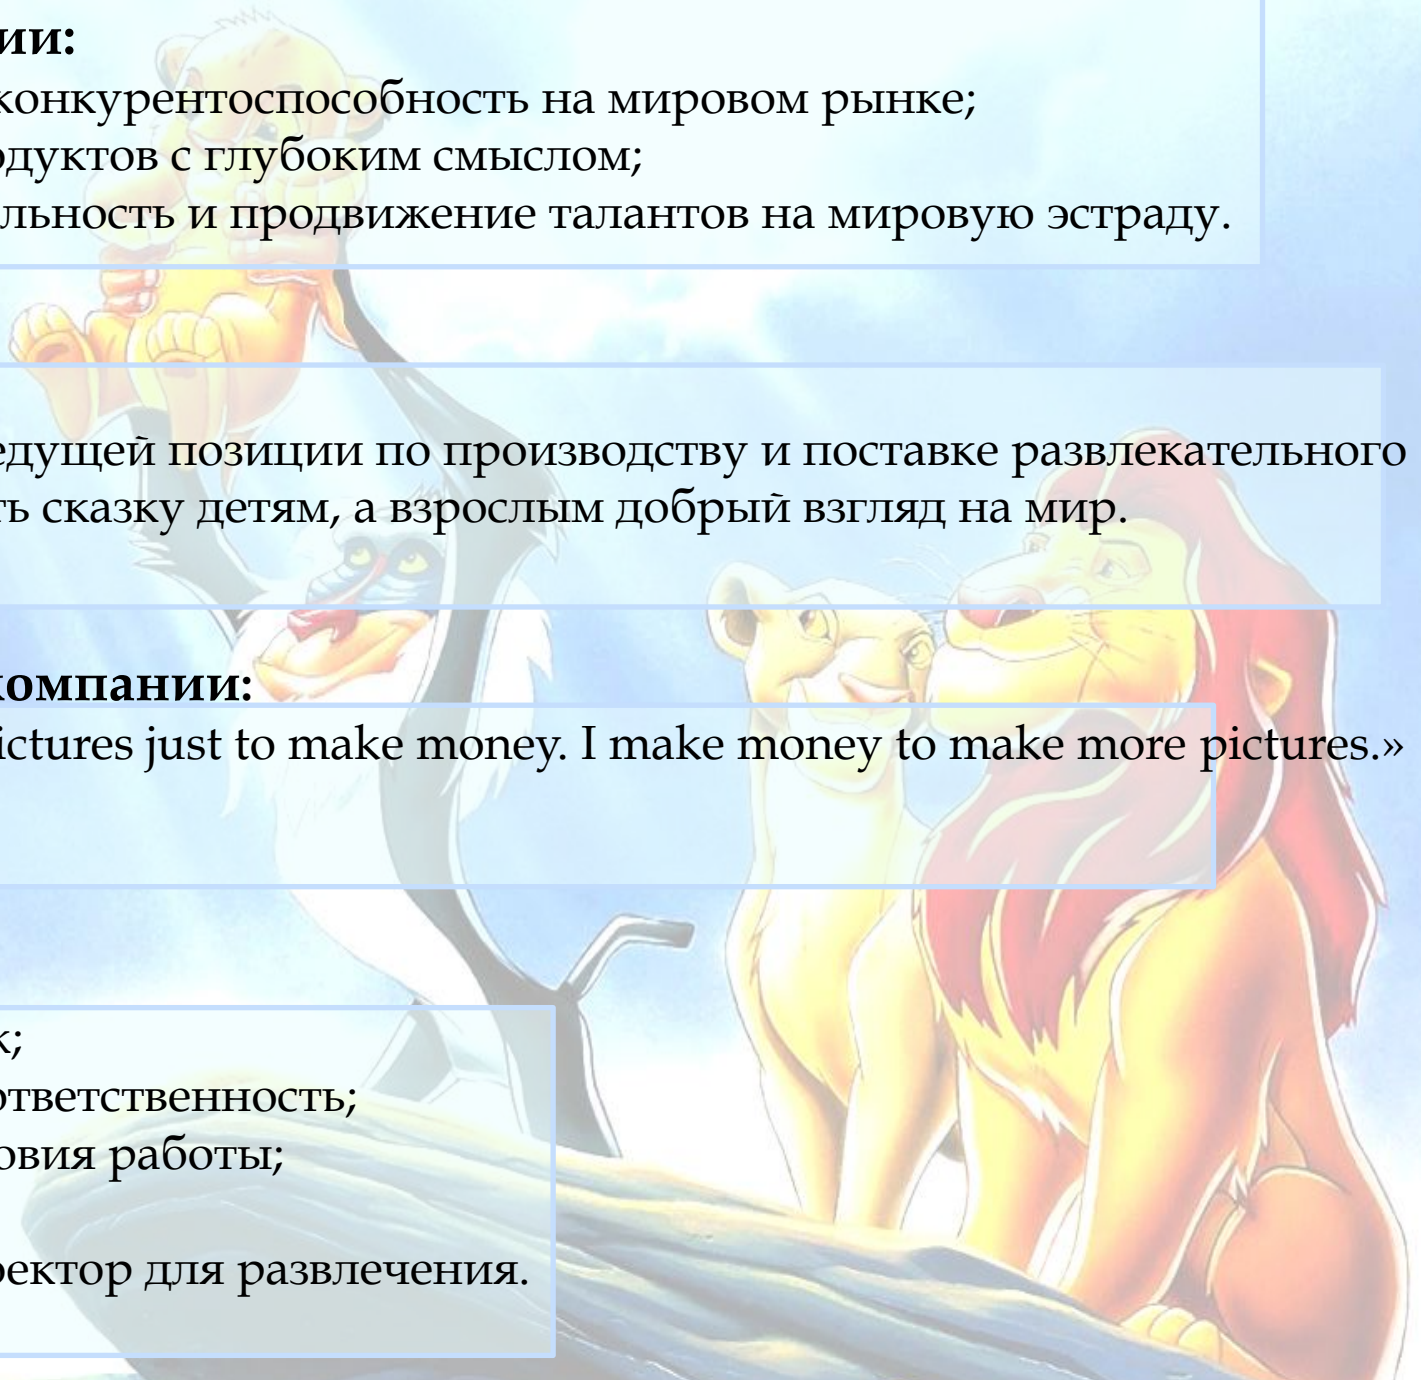 ии:
конкурентоспособность на мировом рынке;
одуктов с глубоким смыслом;
льность и продвижение талантов на мировую эстраду.
едущей позиции по производству и поставке развлекательного
ть сказку детям, а взрослым добрый взгляд на мир.
компании:
ictures just to make money. I make money to make more pictures.»
к;
ответственность;
овия работы;
ректор для развлечения.